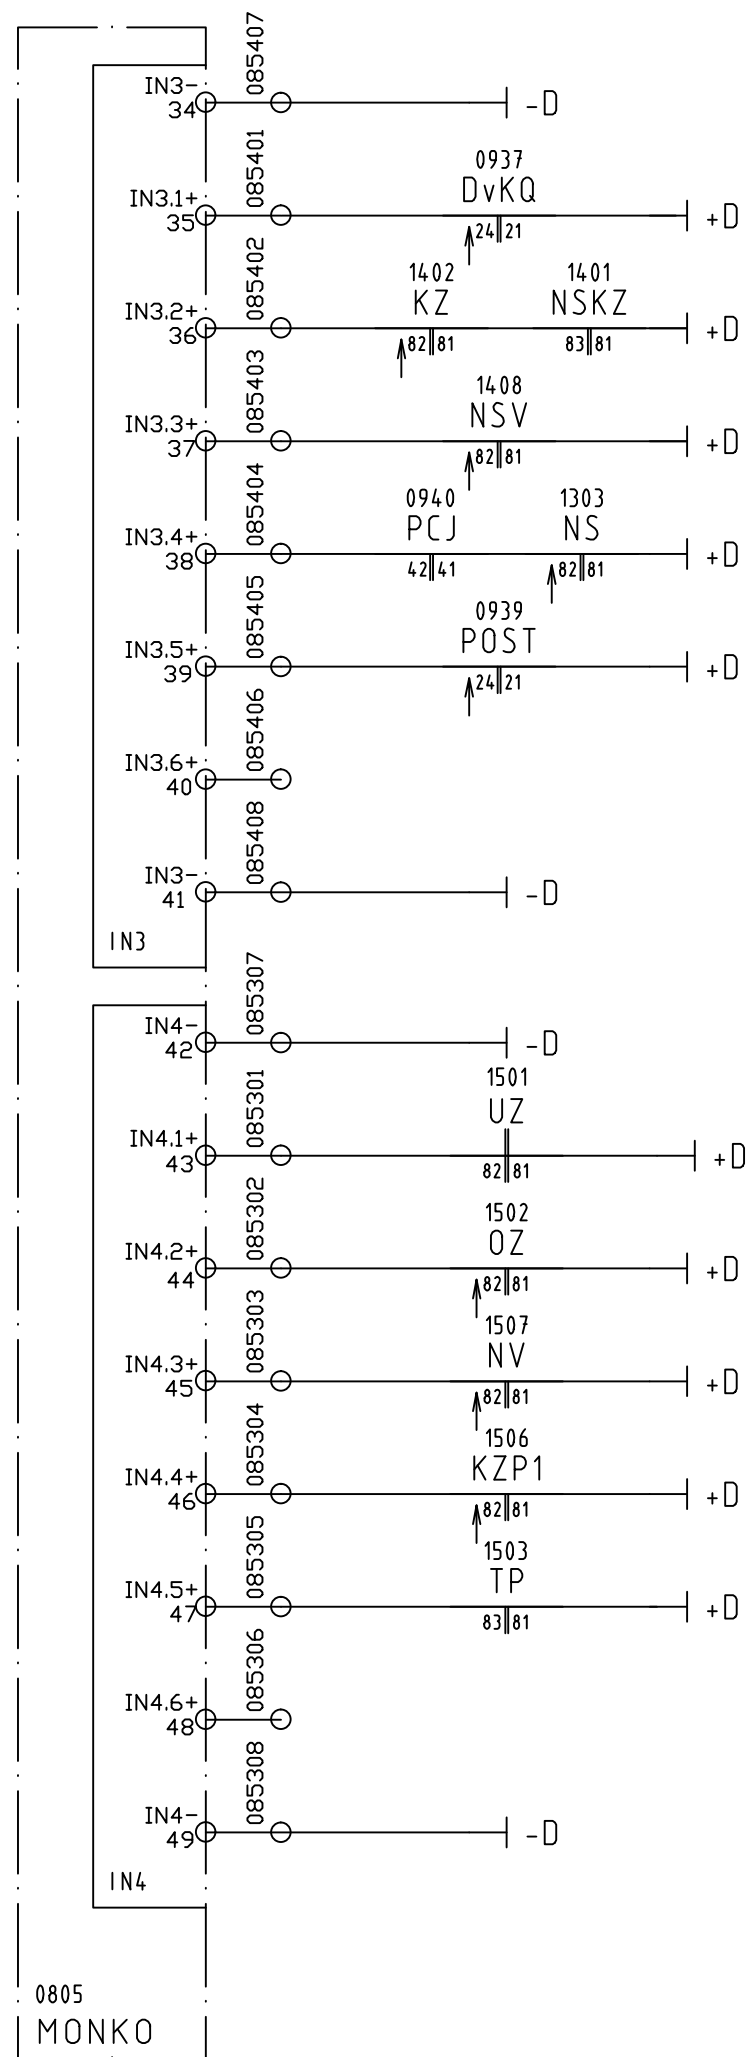 085407
IN3-
34
-D
085401
0937
DvKQ
IN3.1+
35
24 21
+D
085402
1402 1401
KZ NSKZ
IN3.2+
36
82 81 83 81
+D
085403
1408
NSV
IN3.3+
37
82 81
+D
085404
0940 1303
PCJ NS
IN3.4+
38
42 41 82 81
+D
085405
0939
POST
IN3.5+
39
24 21
+D
085406
IN3.6+
40
085408
IN3-
41
-D
IN3
085307
IN4-
42
-D
085301
1501
UZ
IN4.1+
43
82 81
+D
085302
1502
OZ
IN4.2+
44
82 81
+D
085303
1507
NV
IN4.3+
45
82 81
+D
085304
1506
KZP1
IN4.4+
46
82 81
+D
085305
1503
TP
IN4.5+
47
83 81
+D
085306
IN4.6+
48
085308
IN4-
49
-D
IN4
0805
MONKO